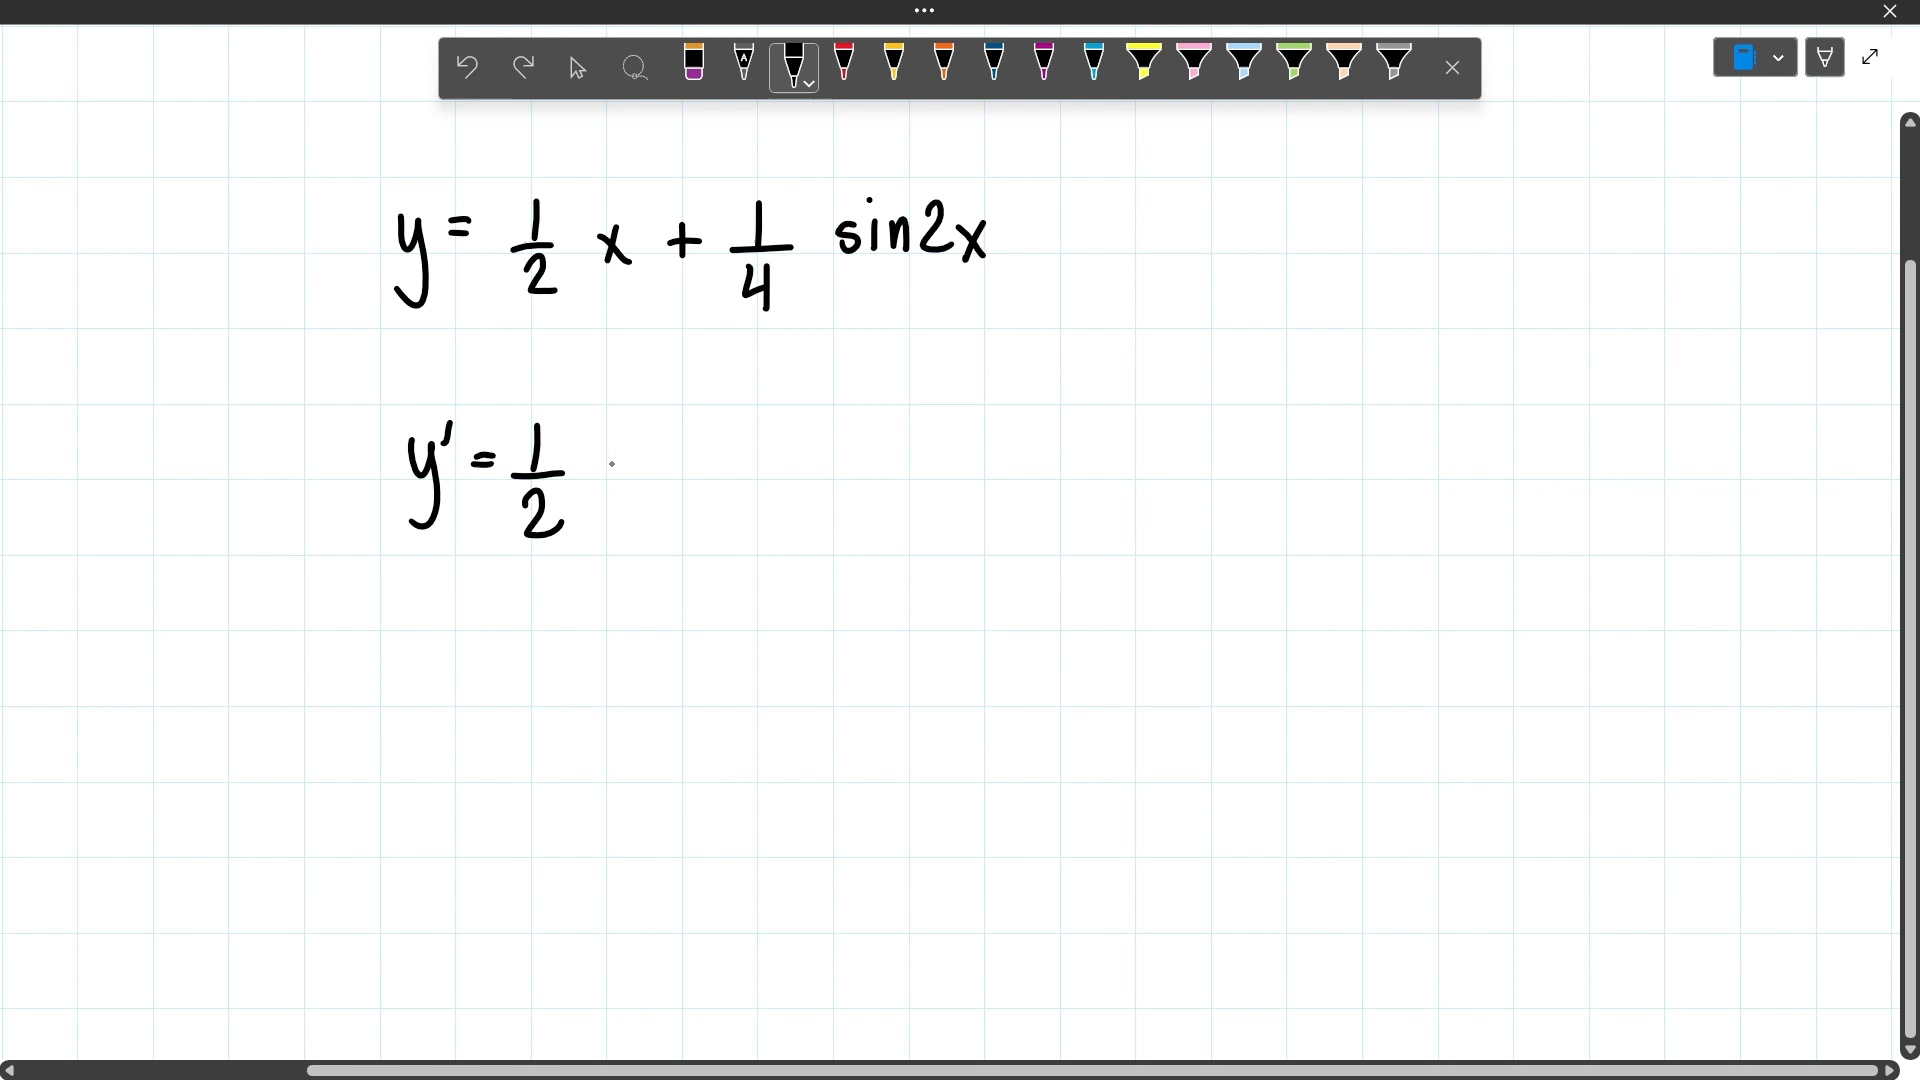 y = 1/2 x + 1/4 sin2x
y' = 1/2